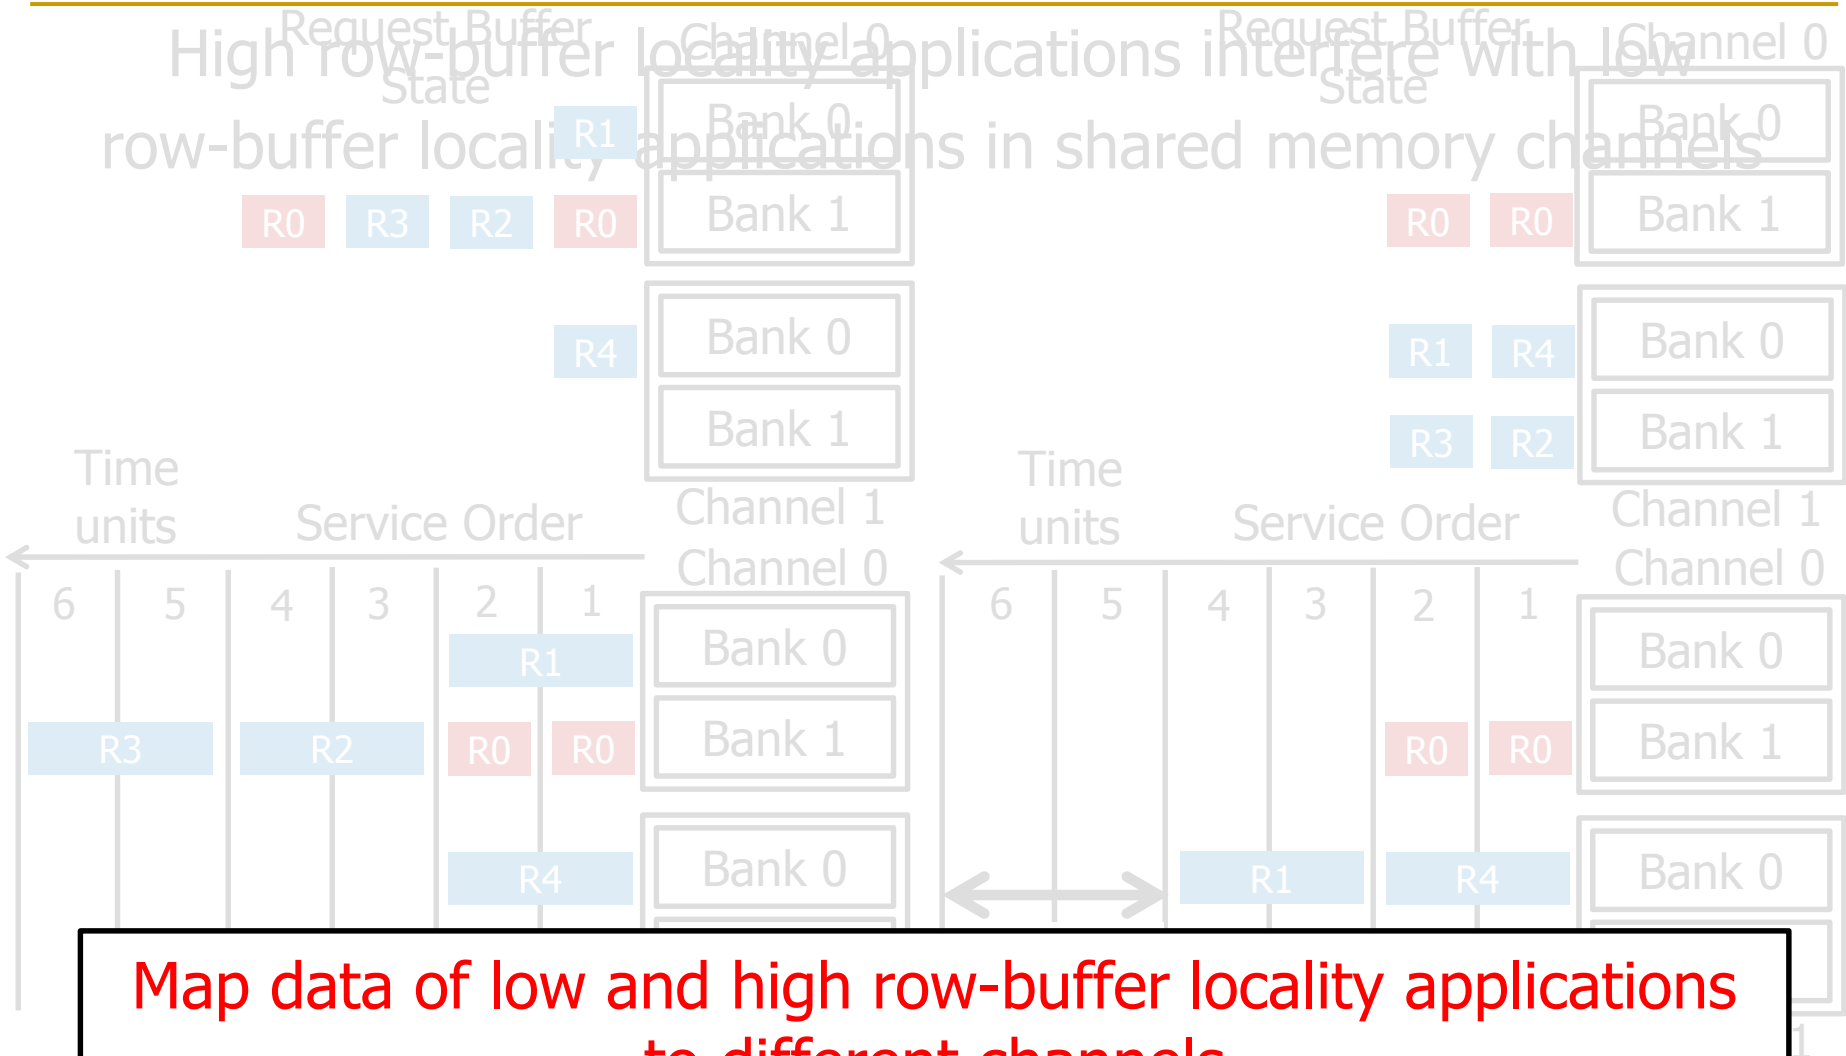 High row-buffer locality applications interfere with low
row-buffer locality applications in shared memory channels
Request Buffer
State
Channel 0
R1
Bank 0
R0 R3 R2 R0
Bank 1
R4
Bank 0
Bank 1
Channel 1
Time
units
Service Order
Channel 0
6 5 4 3 2 1
R1
Bank 0
R3 R2 R0 R0
Bank 1
R4
Bank 0
Request Buffer
State
Channel 0
Bank 0
R0 R0
Bank 1
R1 R4
Bank 0
R3 R2
Bank 1
Channel 1
Time
units
Service Order
Channel 0
6 5 4 3 2 1
Bank 0
R0 R0
Bank 1
R1 R4
Bank 0
1
Map data of low and high row-buffer locality applications
to different channels